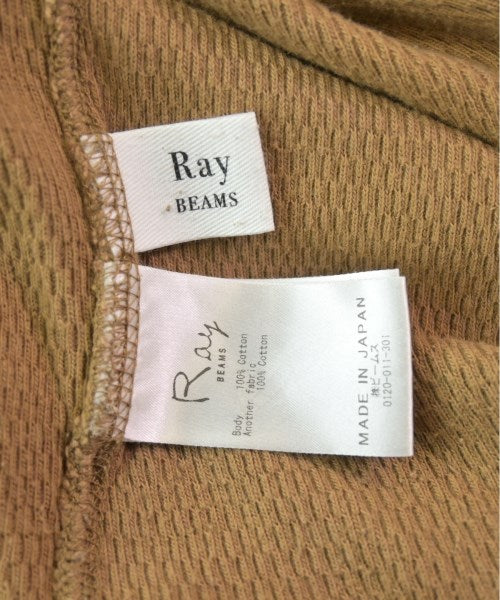 Ray
BEAMS
Ray
BEAMS
Body 100% Cotton
Another fabric 100% Cotton
MADE IN JAPAN
㈱ビームス
0120-011-301